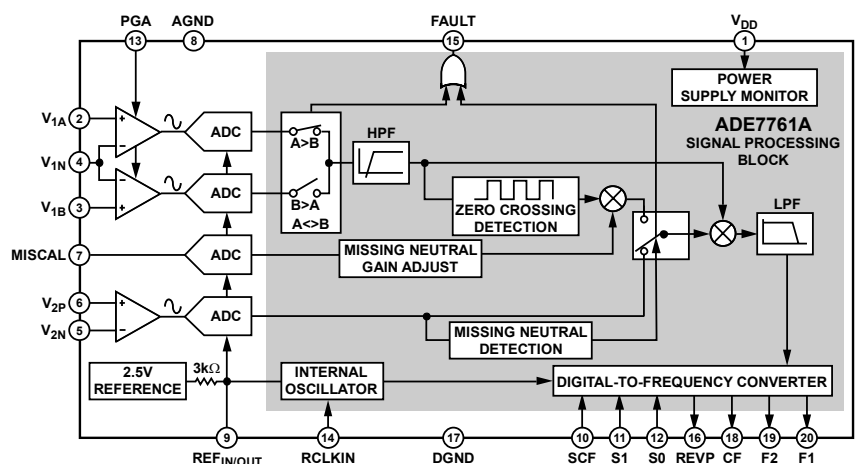 PGA
AGND
FAULT
VDD
13
8
15
1
POWER
SUPPLY MONITOR
V1A 2
+
−
ADC
A>B
HPF
ADE7761A
SIGNAL PROCESSING
BLOCK
V1N 4
−
+
ADC
B>A
A<>B
V1B 3
ZERO CROSSING
DETECTION
LPF
MISCAL 7
ADC
MISSING NEUTRAL
GAIN ADJUST
V2P 6
+
−
ADC
V2N 5
MISSING NEUTRAL
DETECTION
2.5V
REFERENCE
3kΩ
INTERNAL
OSCILLATOR
DIGITAL-TO-FREQUENCY CONVERTER
9
14
17
10
11
12
16
18
19
20
REFIN/OUT
RCLKIN
DGND
SCF
S1
S0
REVP
CF
F2
F1